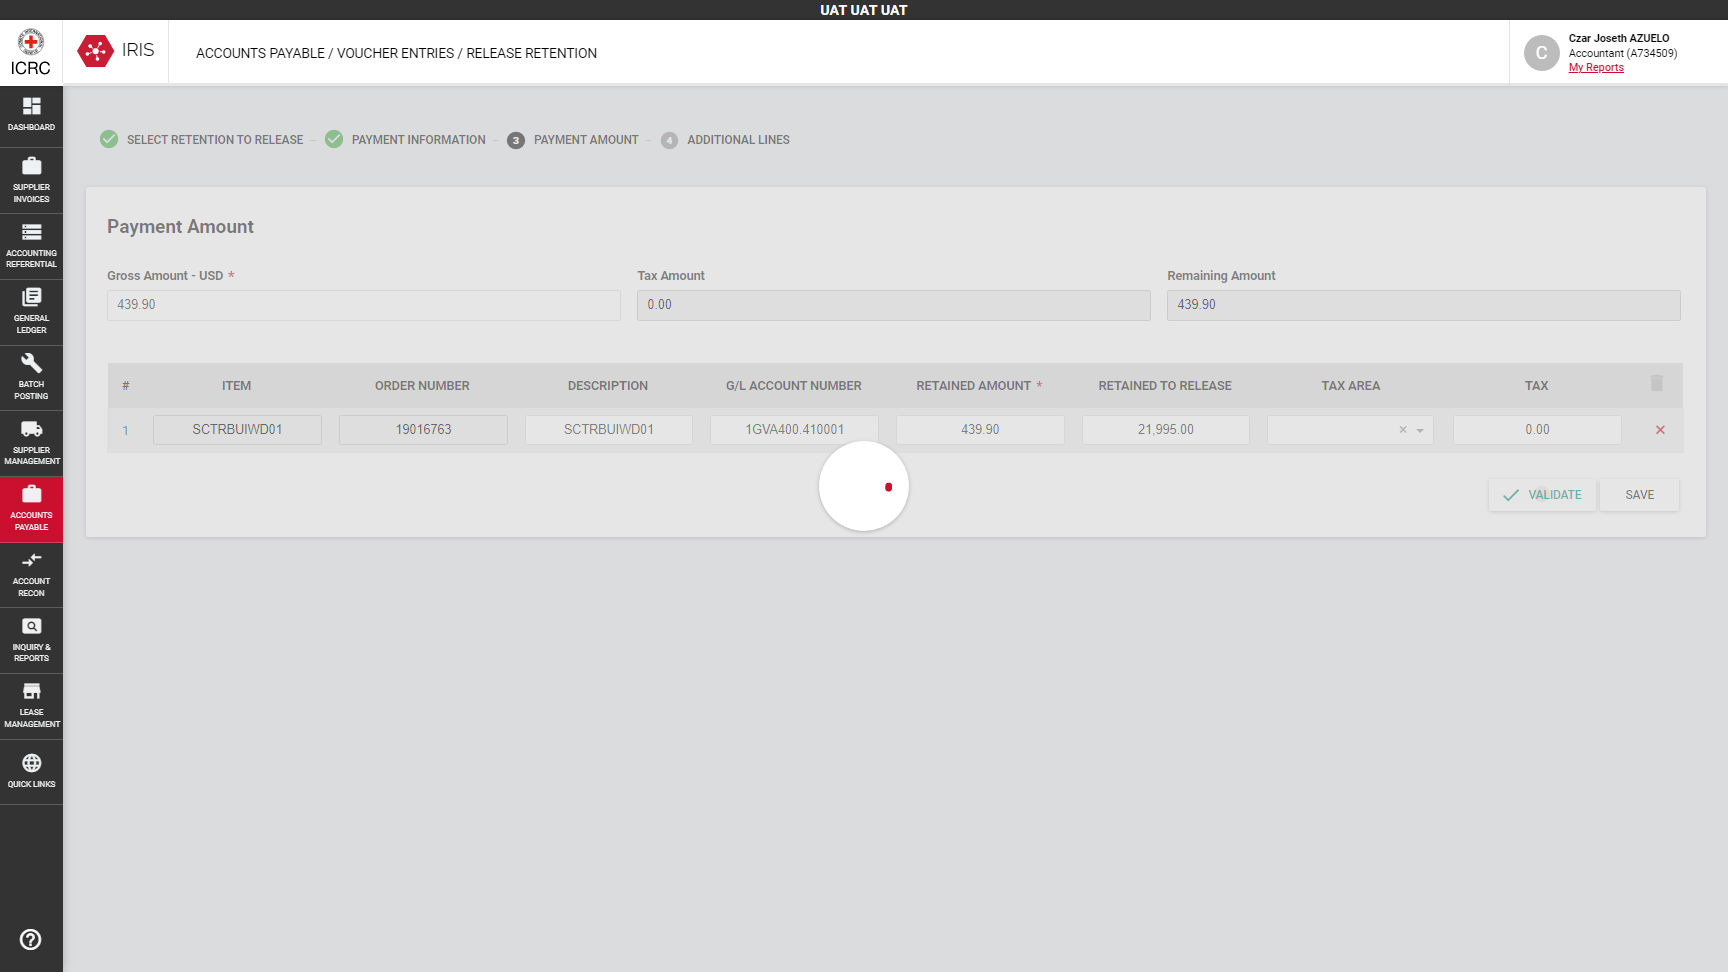 UAT UAT UAT
ICRC
IRIS
ACCOUNTS PAYABLE / VOUCHER ENTRIES / RELEASE RETENTION
C
Czar Joseth AZUELO
Accountant (A734509)
My Reports
DASHBOARD
SUPPLIER
INVOICES
ACCOUNTING
REFERENTIAL
GENERAL
LEDGER
BATCH
POSTING
SUPPLIER
MANAGEMENT
ACCOUNTS
PAYABLE
ACCOUNT
RECON
INQUIRY &
REPORTS
LEASE
MANAGEMENT
QUICK LINKS
SELECT RETENTION TO RELEASE
PAYMENT INFORMATION
3 PAYMENT AMOUNT
4 ADDITIONAL LINES
Payment Amount
Gross Amount - USD * Tax Amount Remaining Amount
439.90 0.00 439.90
# ITEM ORDER NUMBER DESCRIPTION G/L ACCOUNT NUMBER RETAINED AMOUNT * RETAINED TO RELEASE TAX AREA TAX
1 SCTRBUIWD01 19016763 SCTRBUIWD01 1GVA400.410001 439.90 21,995.00 0.00
VALIDATE SAVE